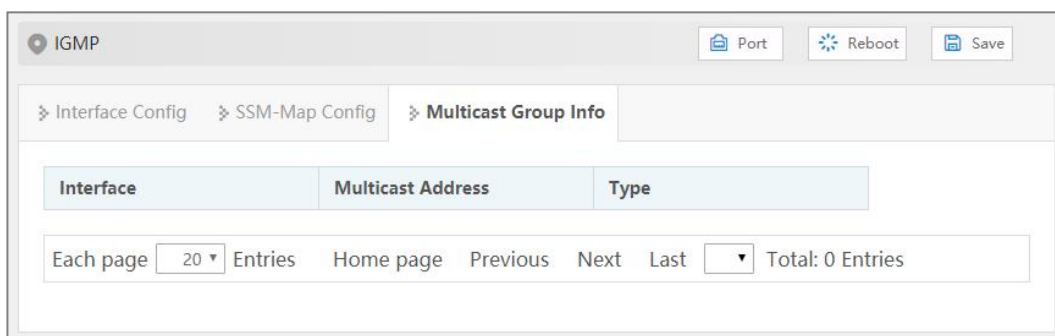 IGMP Port Reboot Save
Interface Config SSM-Map Config Multicast Group Info
Interface Multicast Address Type
Each page 20 Entries Home page Previous Next Last Total: 0 Entries